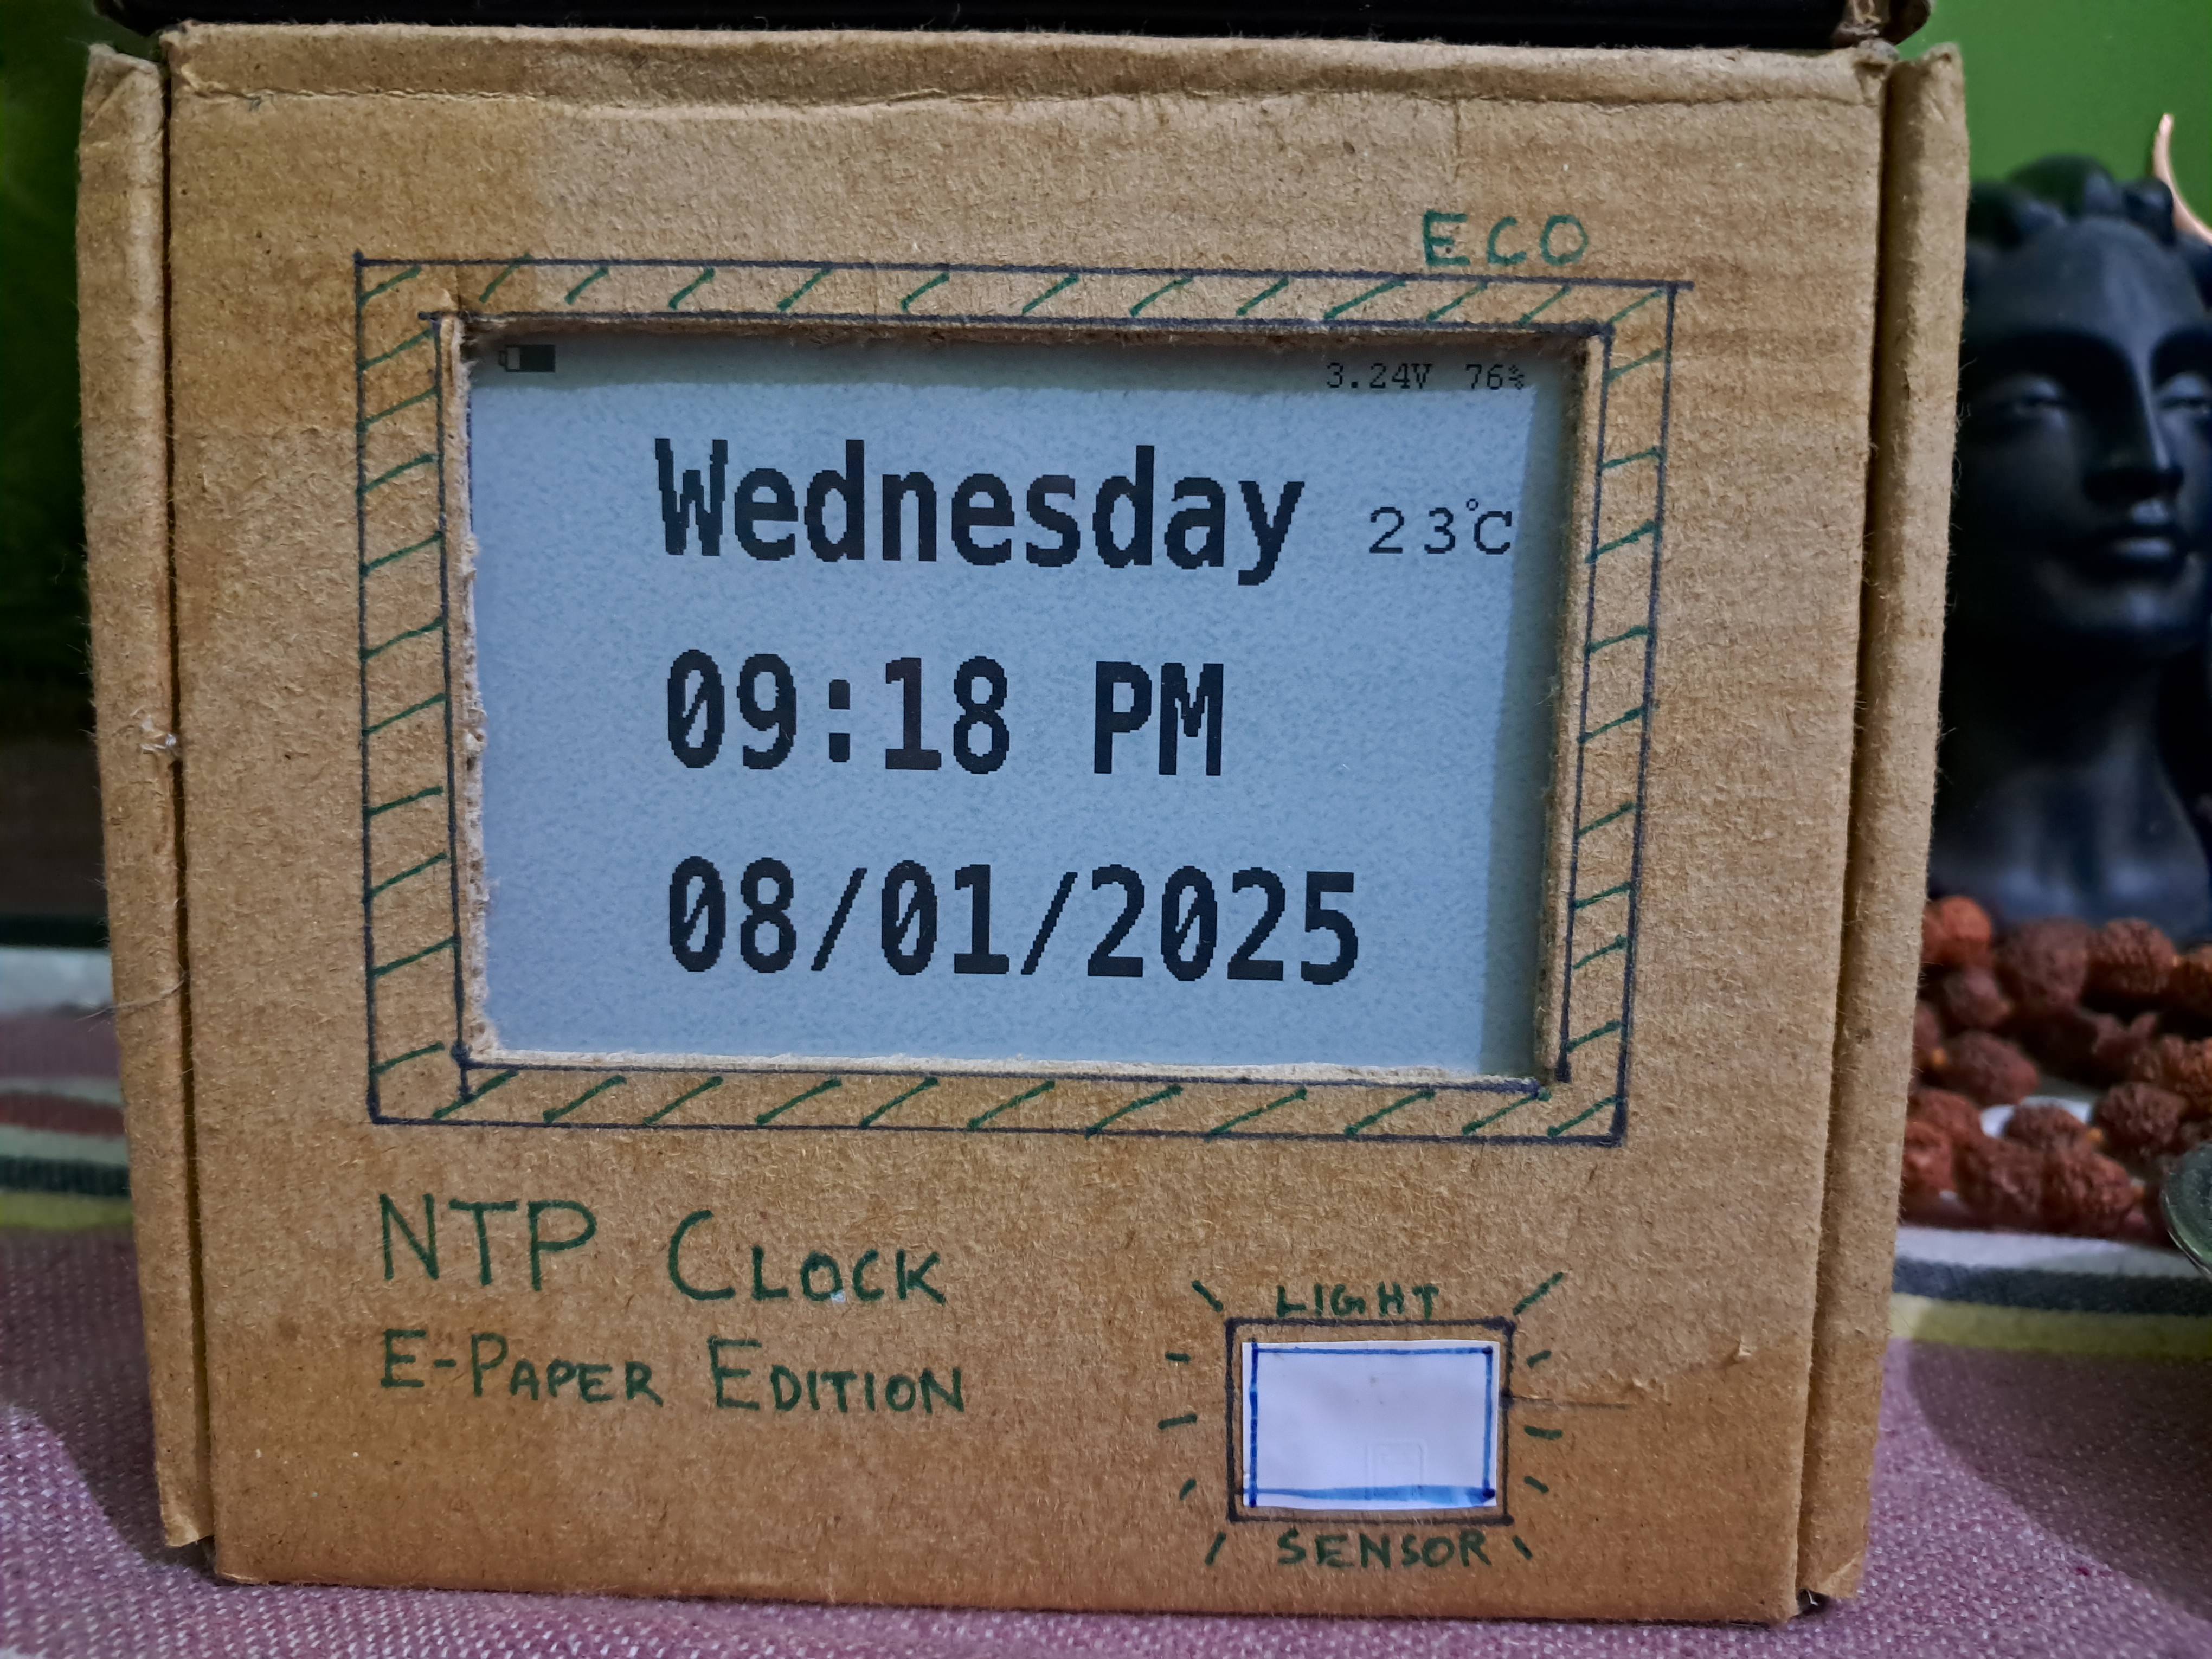 ECO
3.24V 76%
Wednesday 23°C
09:18 PM
08/01/2025
NTP CLOCK
E-PAPER EDITION
LIGHT
SENSOR